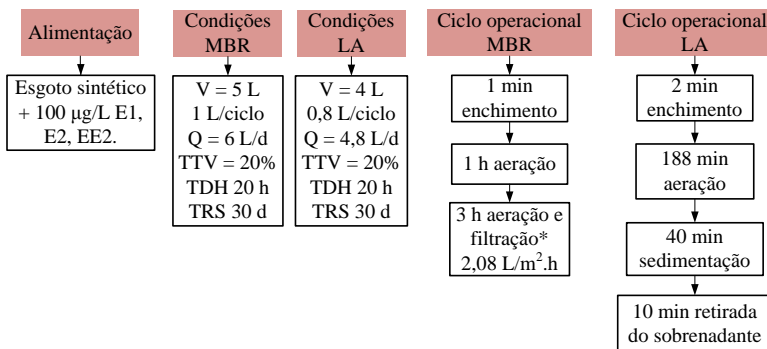 Alimentação
Esgoto sintético
+ 100 µg/L E1,
E2, EE2.
Condições
MBR
V = 5 L
1 L/ciclo
Q = 6 L/d
TTV = 20%
TDH 20 h
TRS 30 d
Condições
LA
V = 4 L
0,8 L/ciclo
Q = 4,8 L/d
TTV = 20%
TDH 20 h
TRS 30 d
Ciclo operacional
MBR
1 min
enchimento
1 h aeração
3 h aeração e
filtração*
2,08 L/m².h
Ciclo operacional
LA
2 min
enchimento
188 min
aeração
40 min
sedimentação
10 min retirada
do sobrenadante